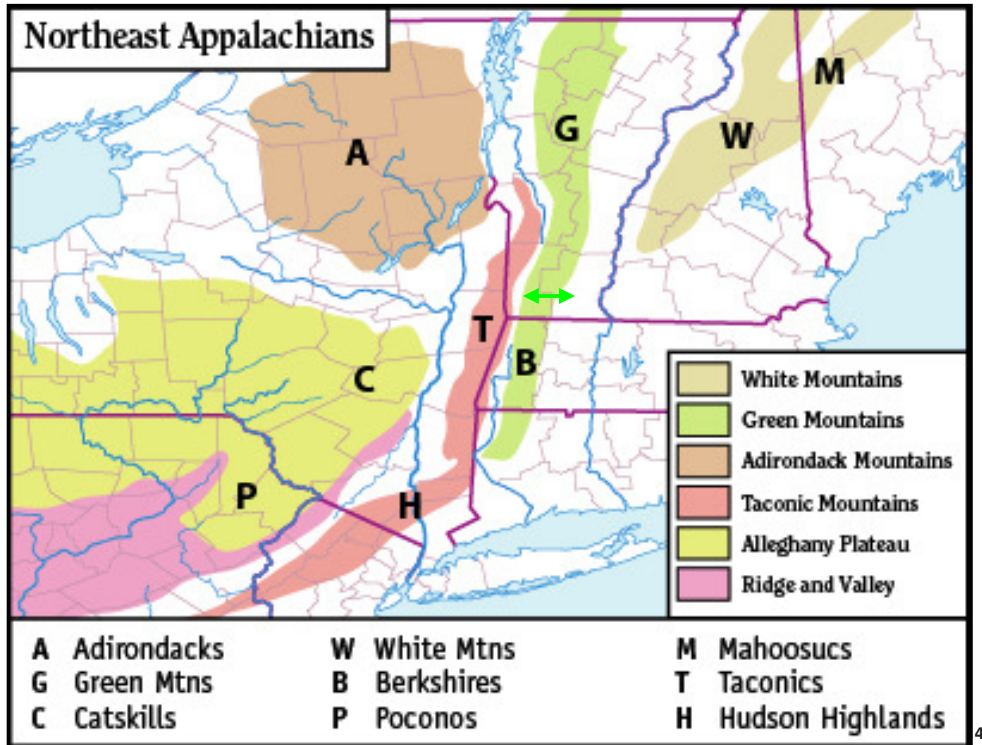 Northeast Appalachians
M
G
W
A
T
B
C
P
H
White Mountains
Green Mountains
Adirondack Mountains
Taconic Mountains
Alleghany Plateau
Ridge and Valley
A Adirondacks W White Mtns M Mahoosucs
G Green Mtns B Berkshires T Taconics
C Catskills P Poconos H Hudson Highlands
4